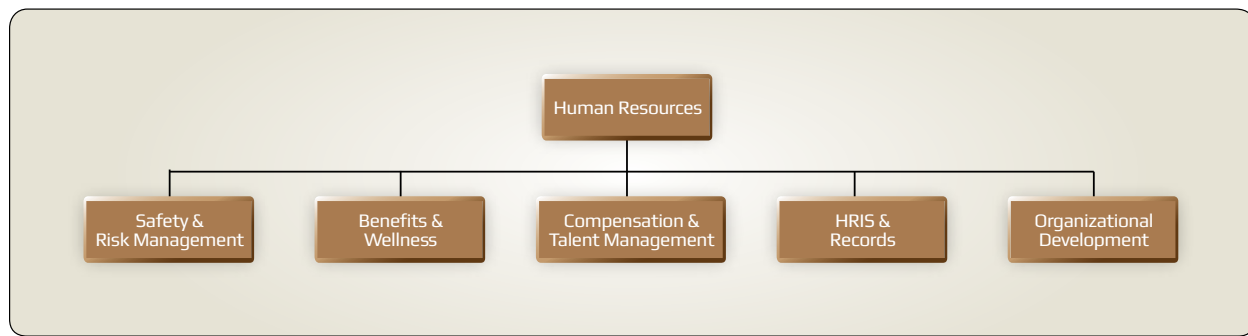 Human Resources
Safety &
Risk Management
Benefits &
Wellness
Compensation &
Talent Management
HRIS &
Records
Organizational
Development